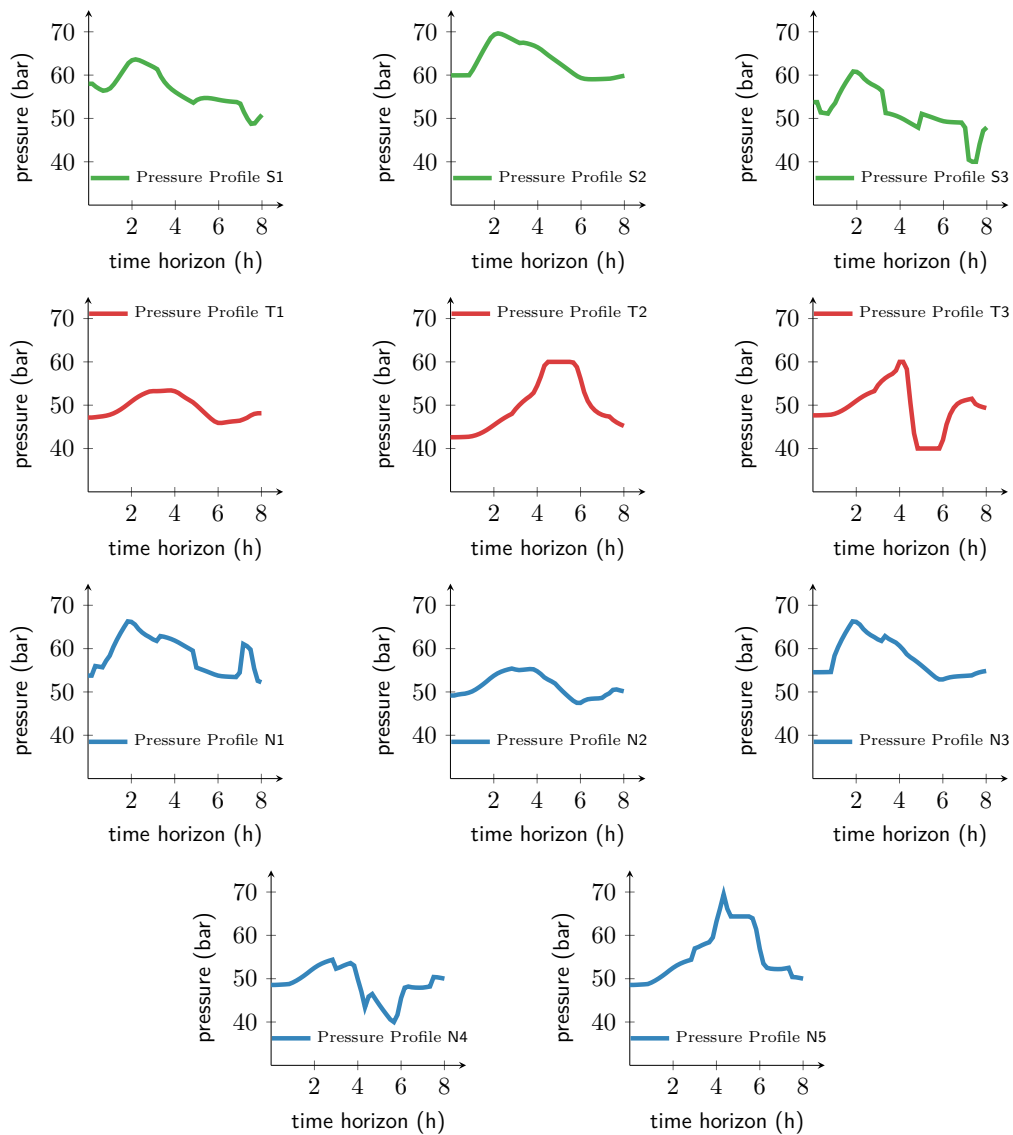 70
60
50
40
pressure (bar)
Pressure Profile S1
2 4 6 8
time horizon (h)
70
60
50
40
pressure (bar)
Pressure Profile S2
2 4 6 8
time horizon (h)
70
60
50
40
pressure (bar)
Pressure Profile S3
2 4 6 8
time horizon (h)
Pressure Profile T1
70
60
50
40
pressure (bar)
2 4 6 8
time horizon (h)
Pressure Profile T2
70
60
50
40
pressure (bar)
2 4 6 8
time horizon (h)
Pressure Profile T3
70
60
50
40
pressure (bar)
2 4 6 8
time horizon (h)
70
60
50
40
pressure (bar)
Pressure Profile N1
2 4 6 8
time horizon (h)
70
60
50
40
pressure (bar)
Pressure Profile N2
2 4 6 8
time horizon (h)
70
60
50
40
pressure (bar)
Pressure Profile N3
2 4 6 8
time horizon (h)
70
60
50
40
pressure (bar)
Pressure Profile N4
2 4 6 8
time horizon (h)
70
60
50
40
pressure (bar)
Pressure Profile N5
2 4 6 8
time horizon (h)